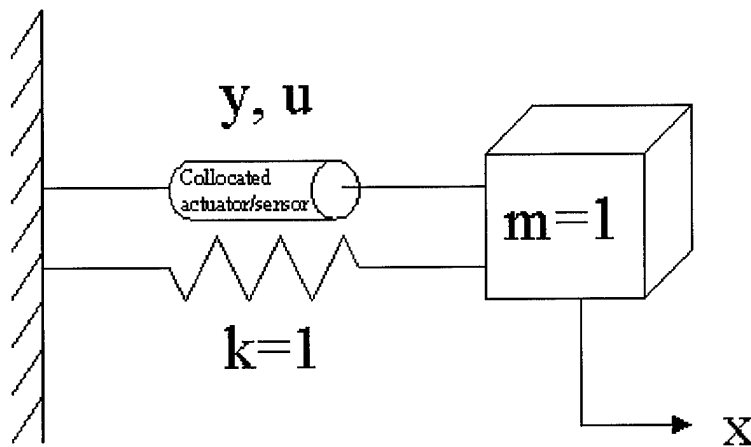 y, u
Collocated
actuator/sensor
m=1
k=1
x